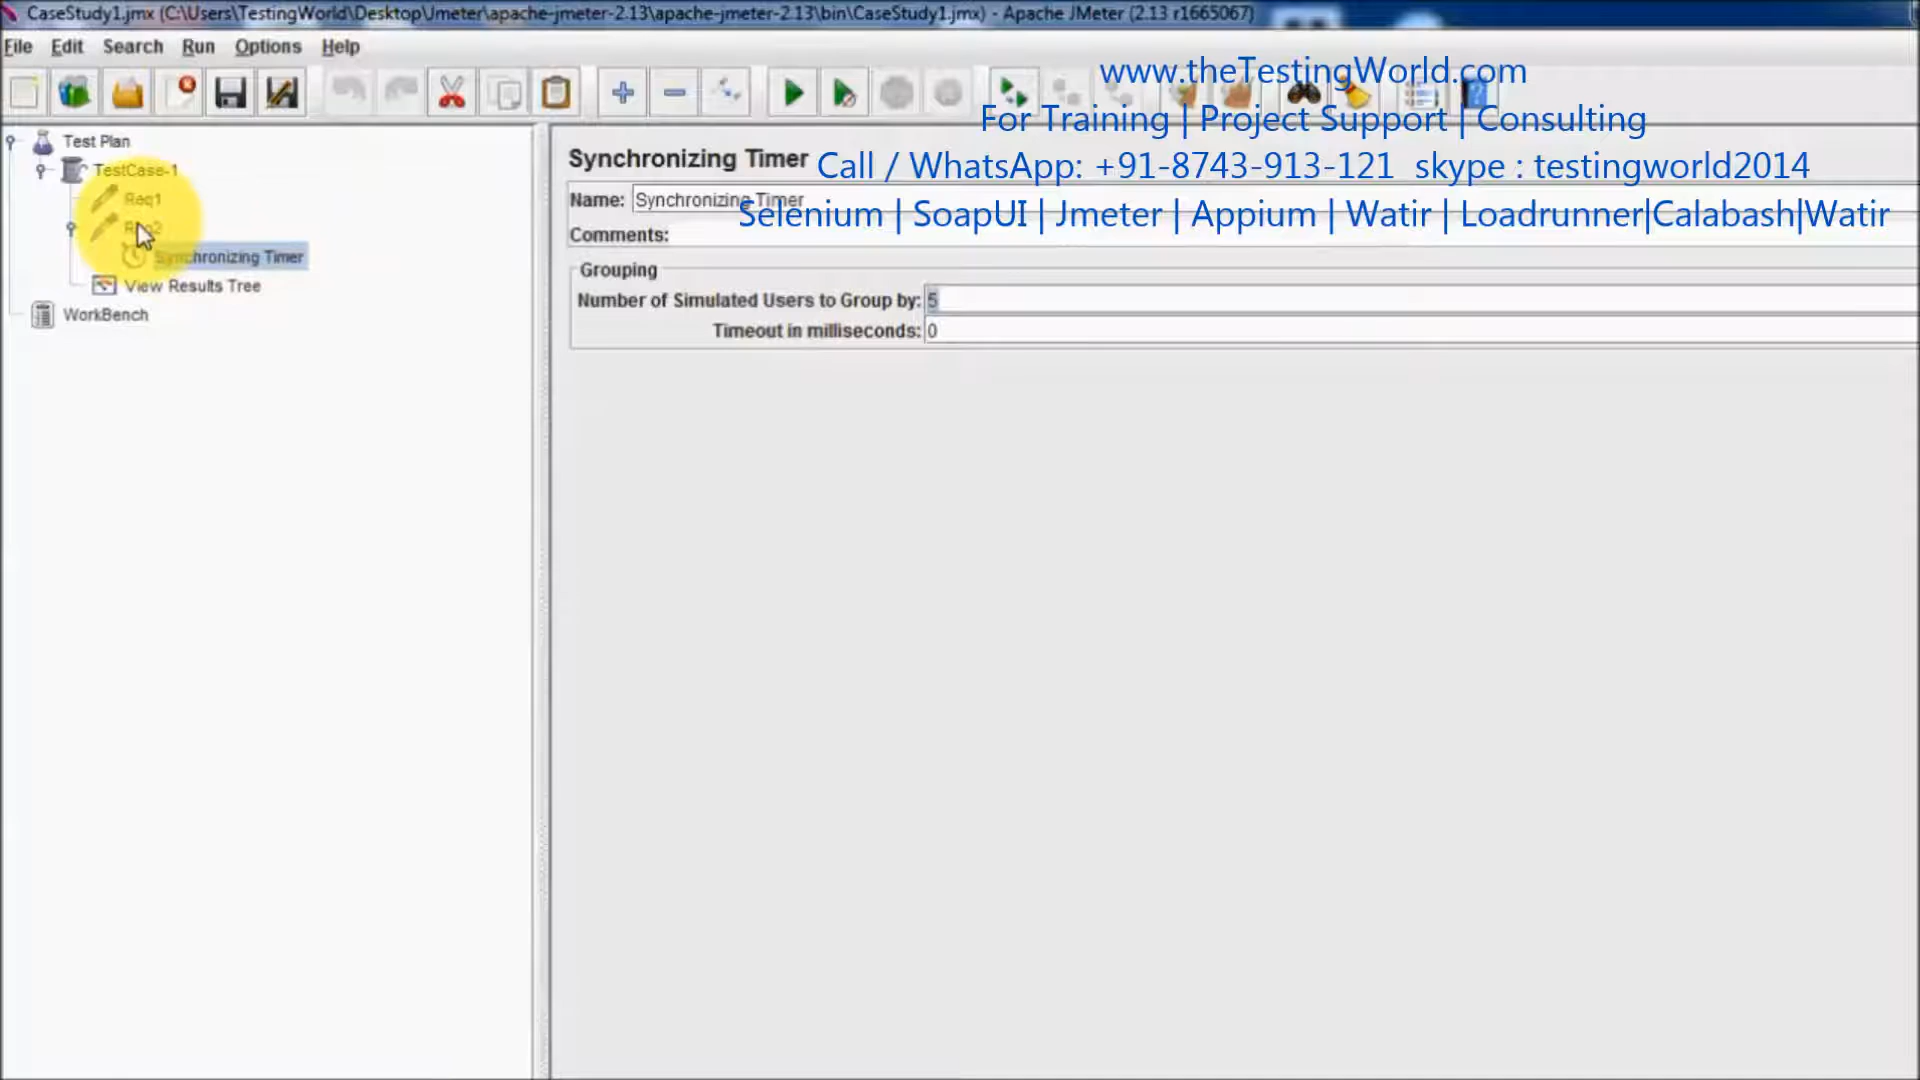 CaseStudy1.jmx (C:\Users\TestingWorld\Desktop\Jmeter\apache-jmeter-2.13\apache-jmeter-2.13\bin\CaseStudy1.jmx) - Apache JMeter (2.13 r1665067)
File Edit Search Run Options Help
www.theTestingWorld.com
For Training | Project Support | Consulting
Call / WhatsApp: +91-8743-913-121 skype : testingworld2014
Selenium | SoapUI | Jmeter | Appium | Watir | Loadrunner|Calabash|Watir
Test Plan
TestCase-1
Req1
Synchronizing Timer
View Results Tree
WorkBench
Synchronizing Timer
Name: Synchronizing Timer
Comments:
Grouping
Number of Simulated Users to Group by: 5
Timeout in milliseconds: 0